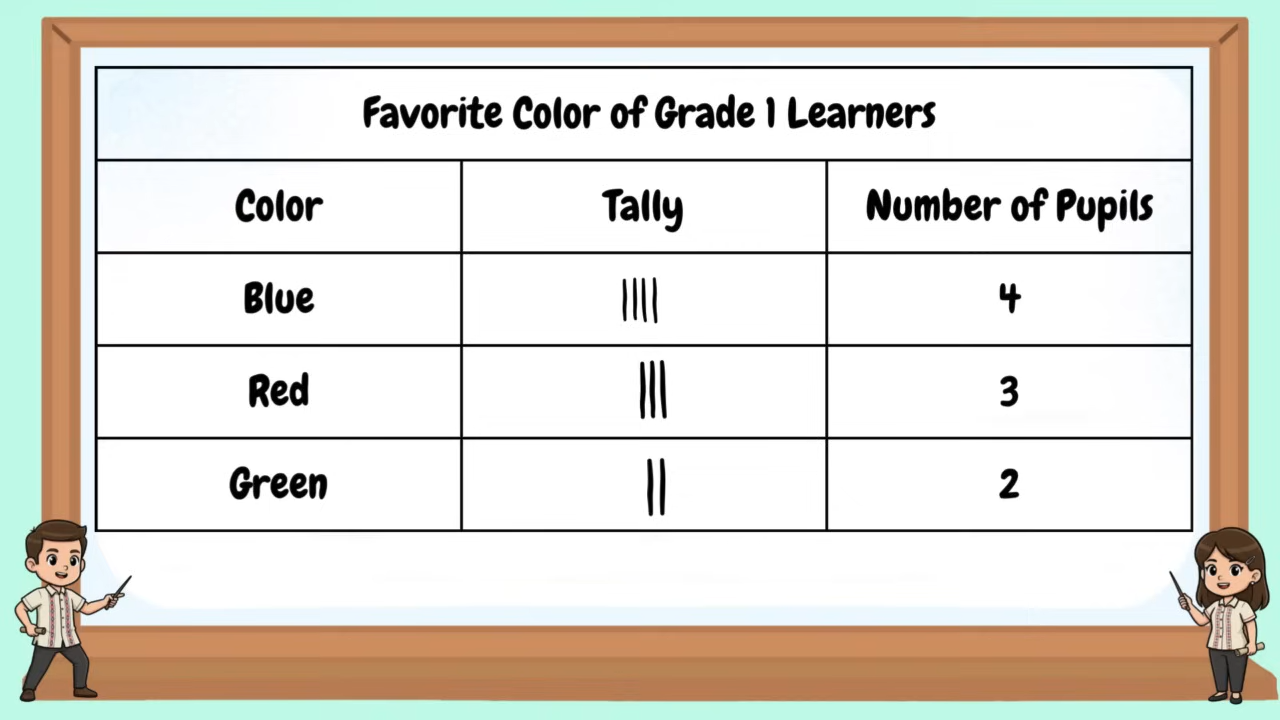 Favorite Color of Grade 1 Learners
Color Tally Number of Pupils
Blue |||| 4
Red ||| 3
Green || 2